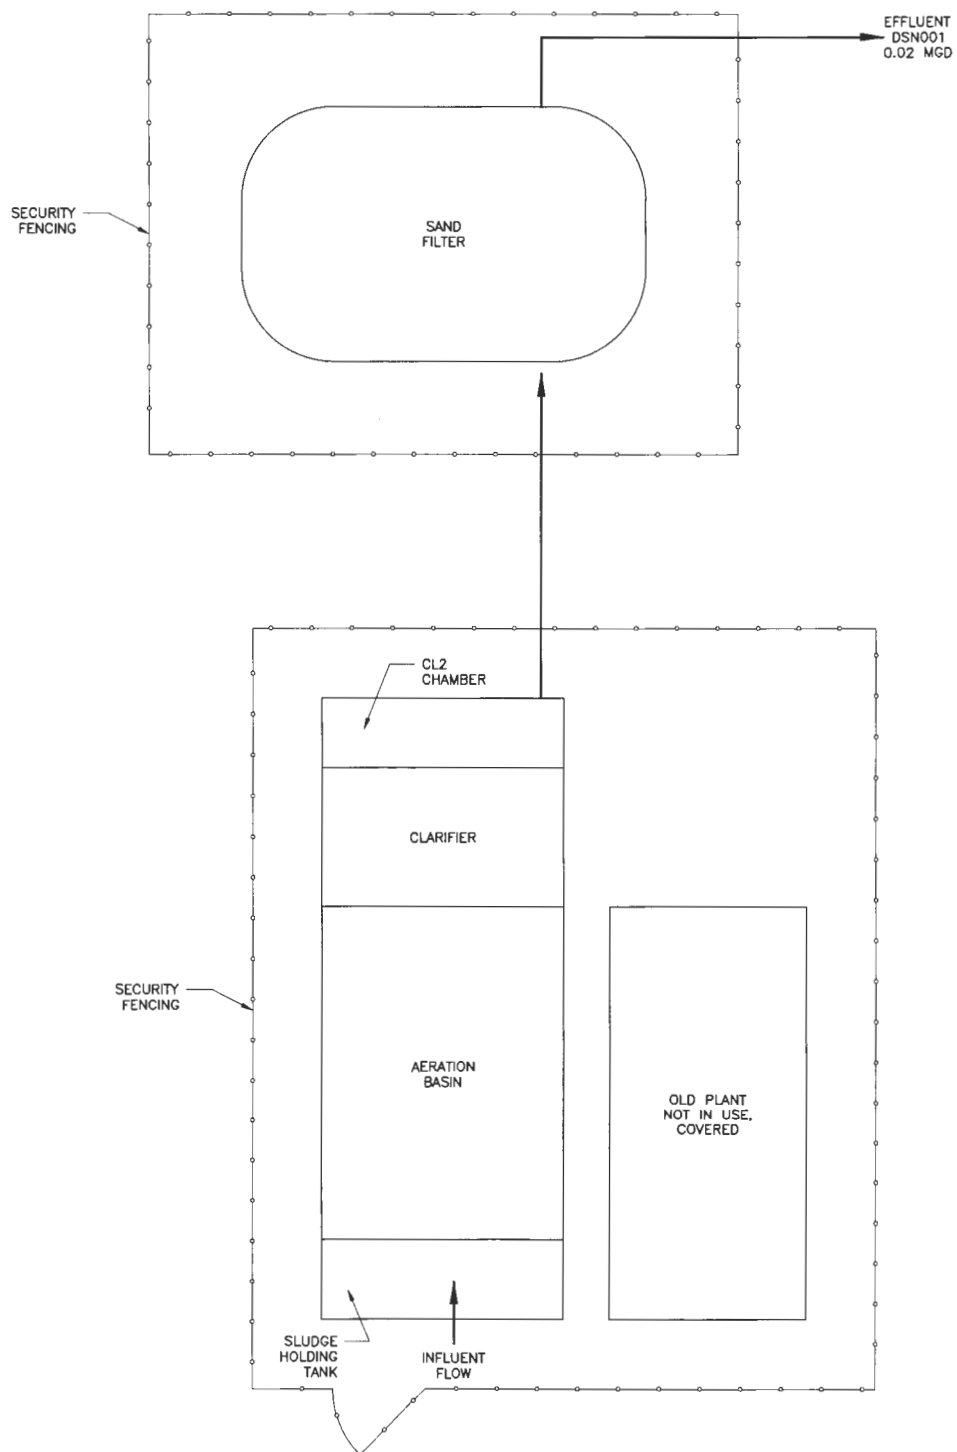 EFFLUENT
DSN001
0.02 MGD
SECURITY
FENCING
SAND
FILTER
CL2
CHAMBER
CLARIFIER
SECURITY
FENCING
AERATION
BASIN
OLD PLANT
NOT IN USE,
COVERED
SLUDGE
HOLDING
TANK
INFLUENT
FLOW